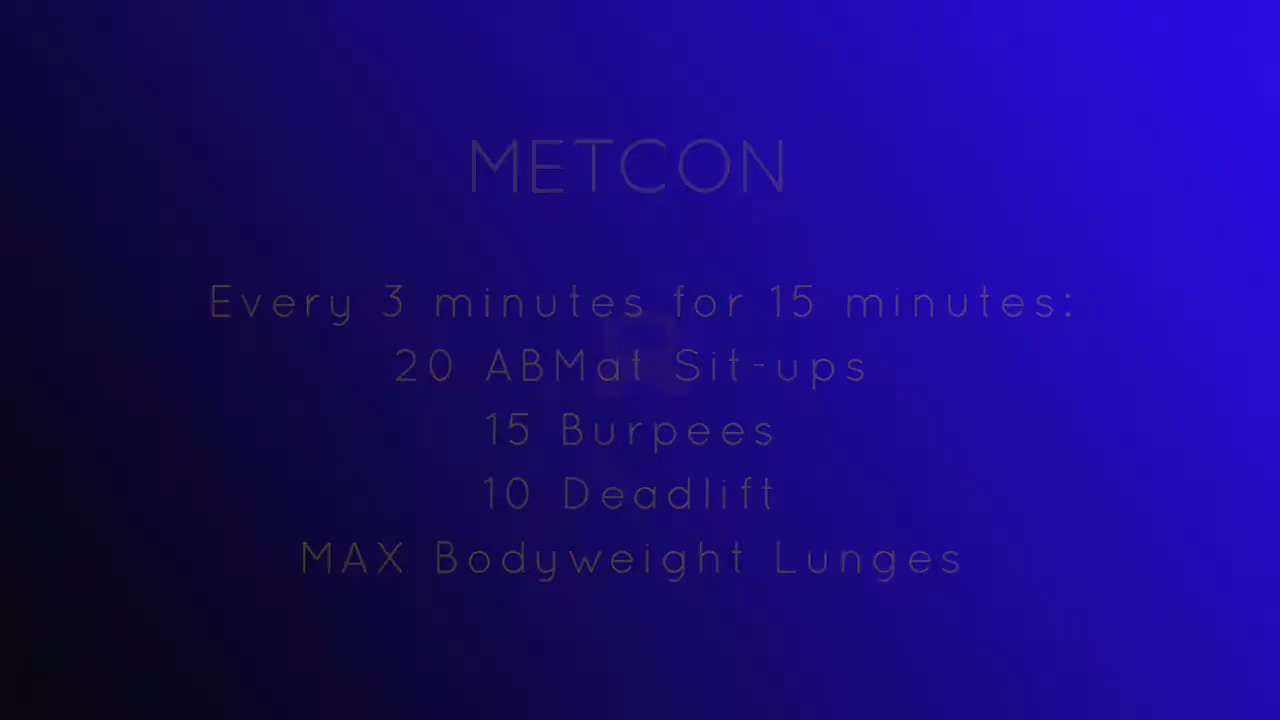 METCON
Every 3 minutes for 15 minutes:
20 ABMat Sit-ups
15 Burpees
10 Deadlift
MAX Bodyweight Lunges